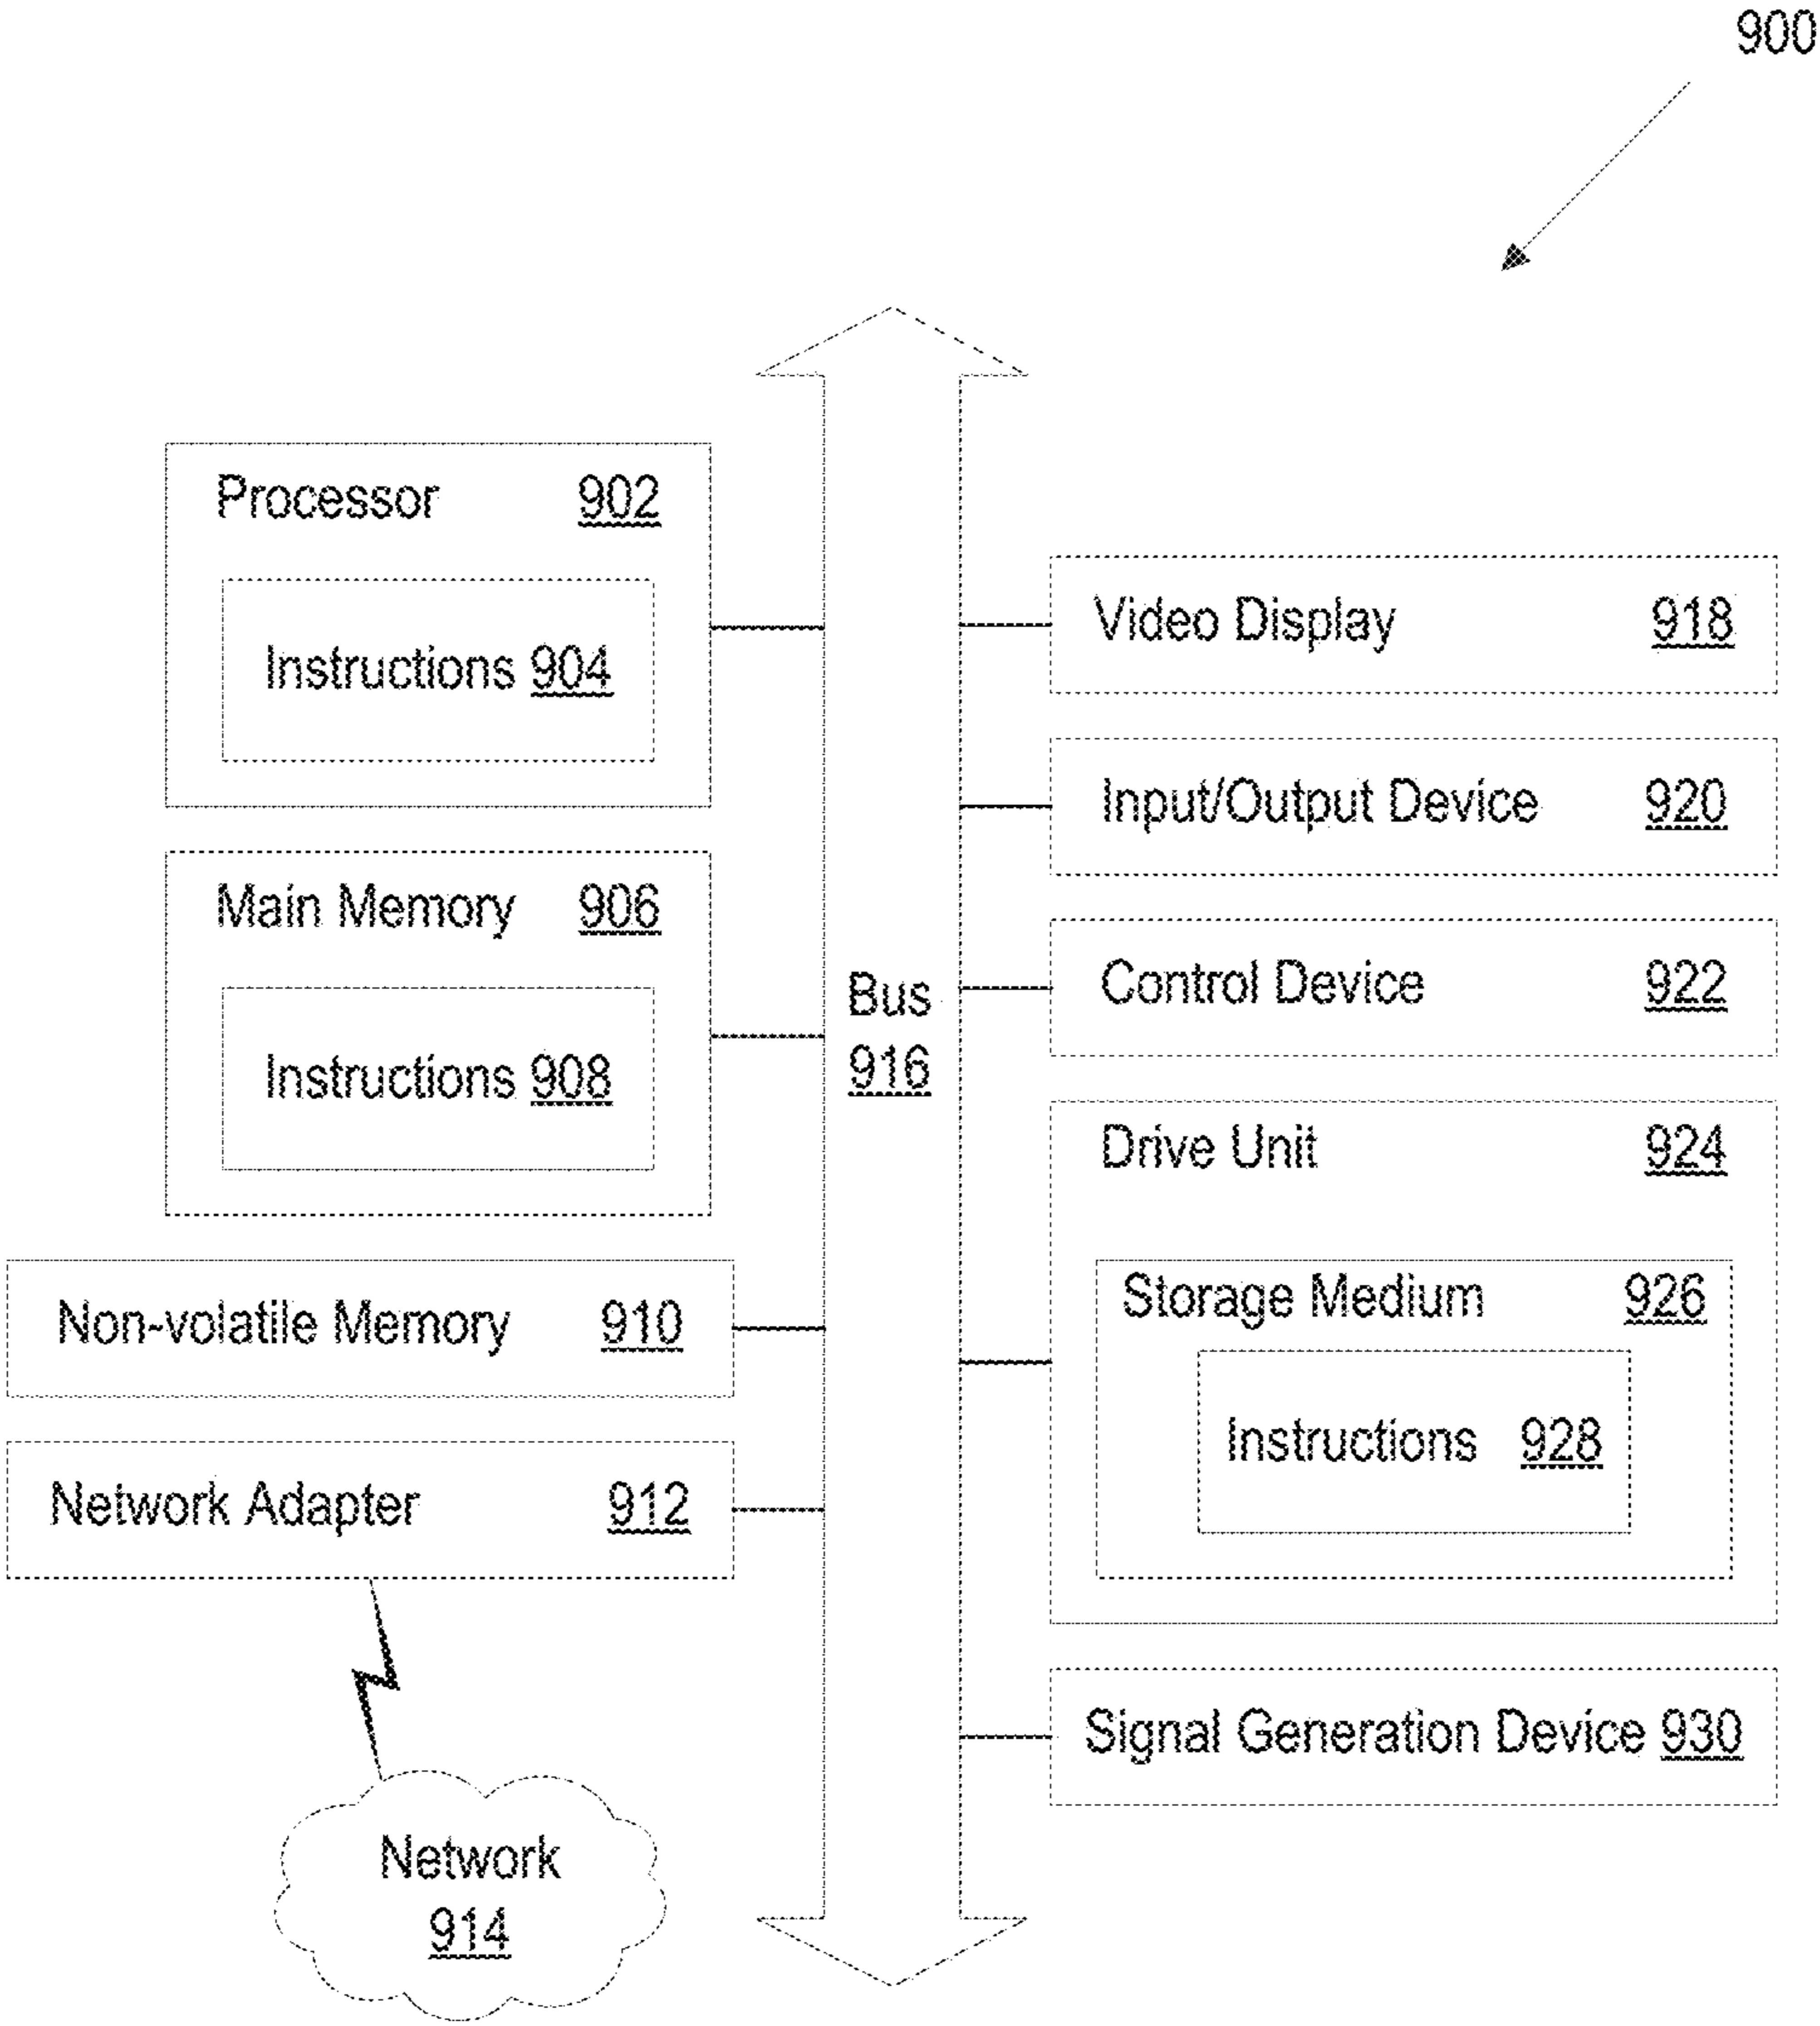 900
Processor 902
Instructions 904
Main Memory 906
Instructions 908
Non-volatile Memory 910
Network Adapter 912
Network
914
Bus
916
Video Display 918
Input/Output Device 920
Control Device 922
Drive Unit 924
Storage Medium 926
Instructions 928
Signal Generation Device 930